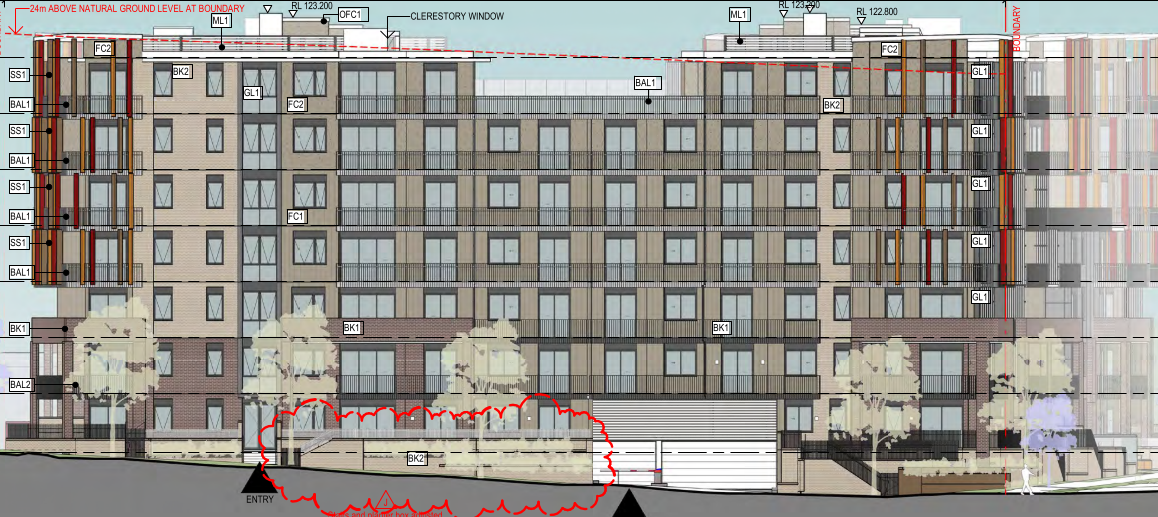 24m ABOVE NATURAL GROUND LEVEL AT BOUNDARY
RL 123.200
OFC1
ML1
CLERESTORY WINDOW
ML1
RL 123.200
RL 122.800
BOUNDARY
FC2
FC2
SS1
BK2
GL1
BAL1
GL1
BAL1
FC2
BK2
SS1
GL1
BAL1
SS1
GL1
BAL1
FC1
SS1
GL1
BAL1
GL1
BK1
BK1
BK1
BAL2
BK2
ENTRY